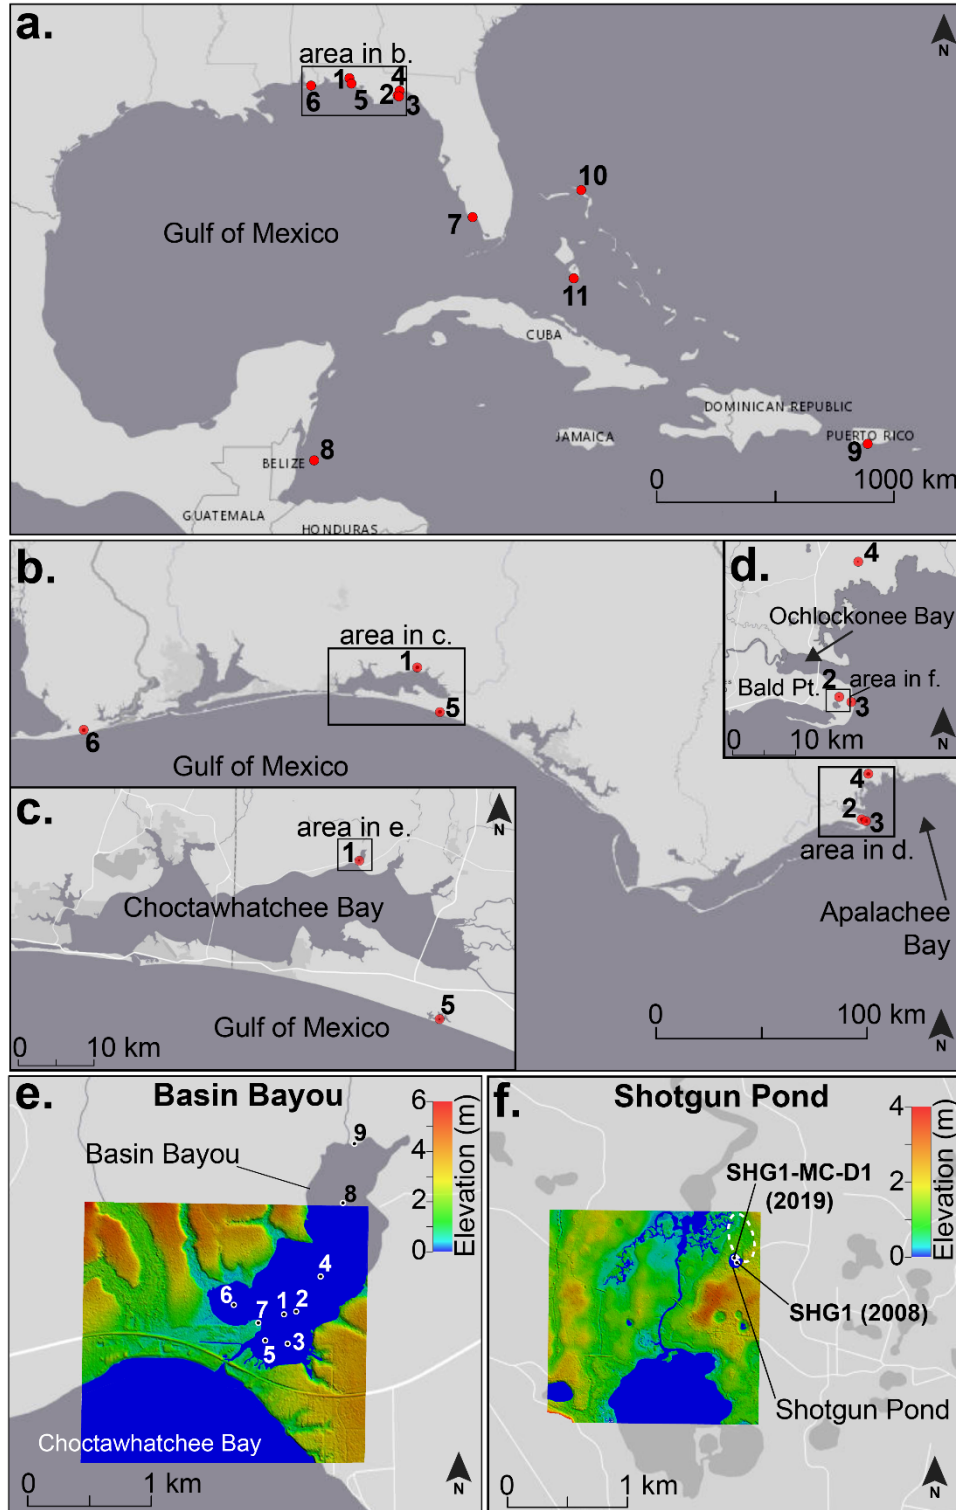 a.
N
area in b.
1
4
6
5
2
3
10
7
Gulf of Mexico
11
CUBA
DOMINICAN REPUBLIC
JAMAICA
PUERTO RICO
9
8
BELIZE
0 1000 km
GUATEMALA
HONDURAS
b.
area in c.
1
5
6
Gulf of Mexico
4
2
3
area in d.
Apalachee
Bay
0 100 km
N
d.
4
Ochlockonee Bay
2
area in f.
Bald Pt.
3
0 10 km
N
c.
N
area in e.
1
Choctawhatchee Bay
5
Gulf of Mexico
0 10 km
e.
Basin Bayou
6
4
2
0
Elevation (m)
9
Basin Bayou
8
4
6
1
2
7
5
3
Choctawhatchee Bay
0 1 km
N
f.
Shotgun Pond
4
2
0
Elevation (m)
SHG1-MC-D1
(2019)
SHG1 (2008)
Shotgun Pond
0 1 km
N